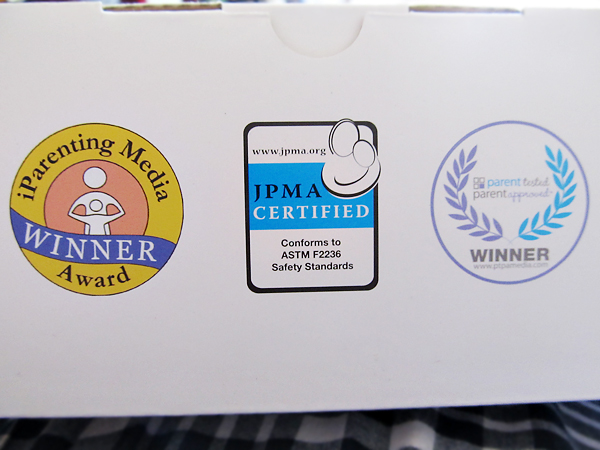 iParenting Media
WINNER
Award
www.jpma.org
JPMA
CERTIFIED
Conforms to
ASTM F2236
Safety Standards
parent tested
parent approved
WINNER
www.ptpamedia.com